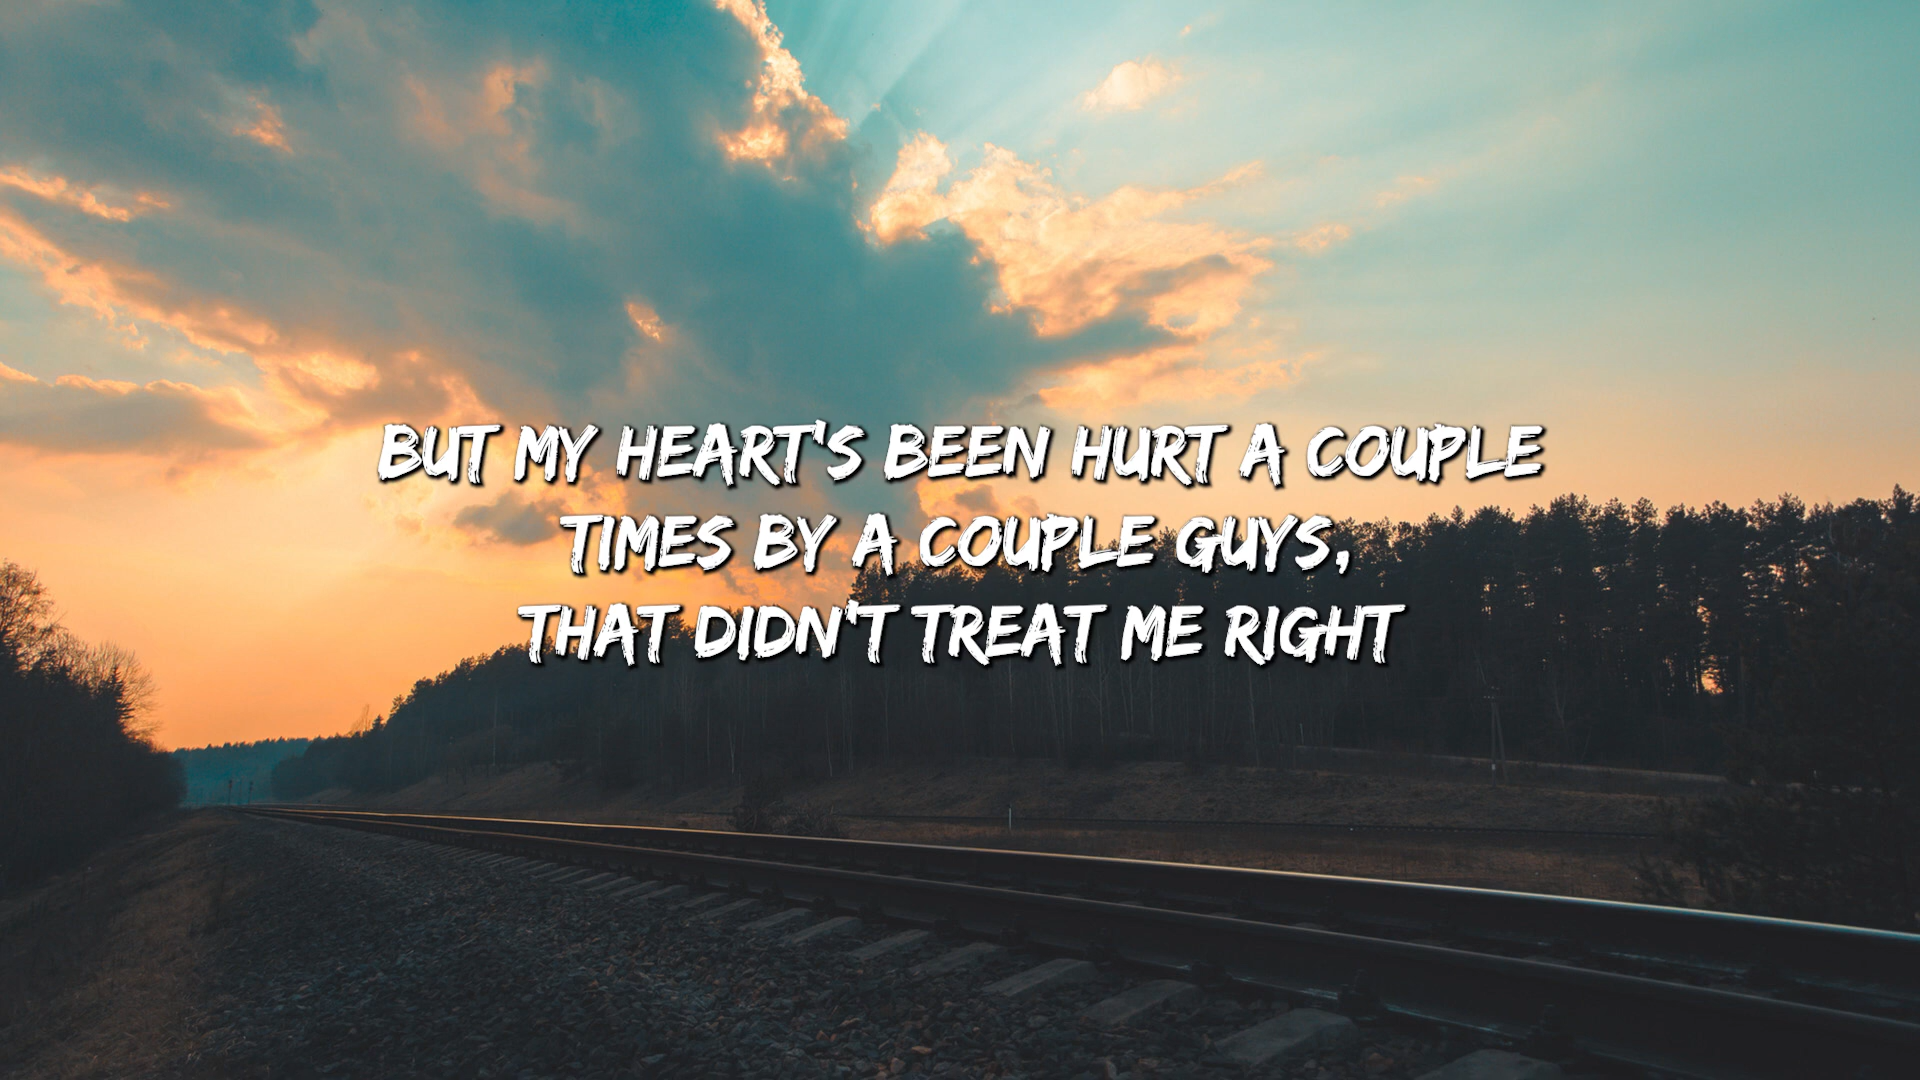 BUT MY HEART'S BEEN HURT A COUPLE
TIMES BY A COUPLE GUYS,
THAT DIDN'T TREAT ME RIGHT